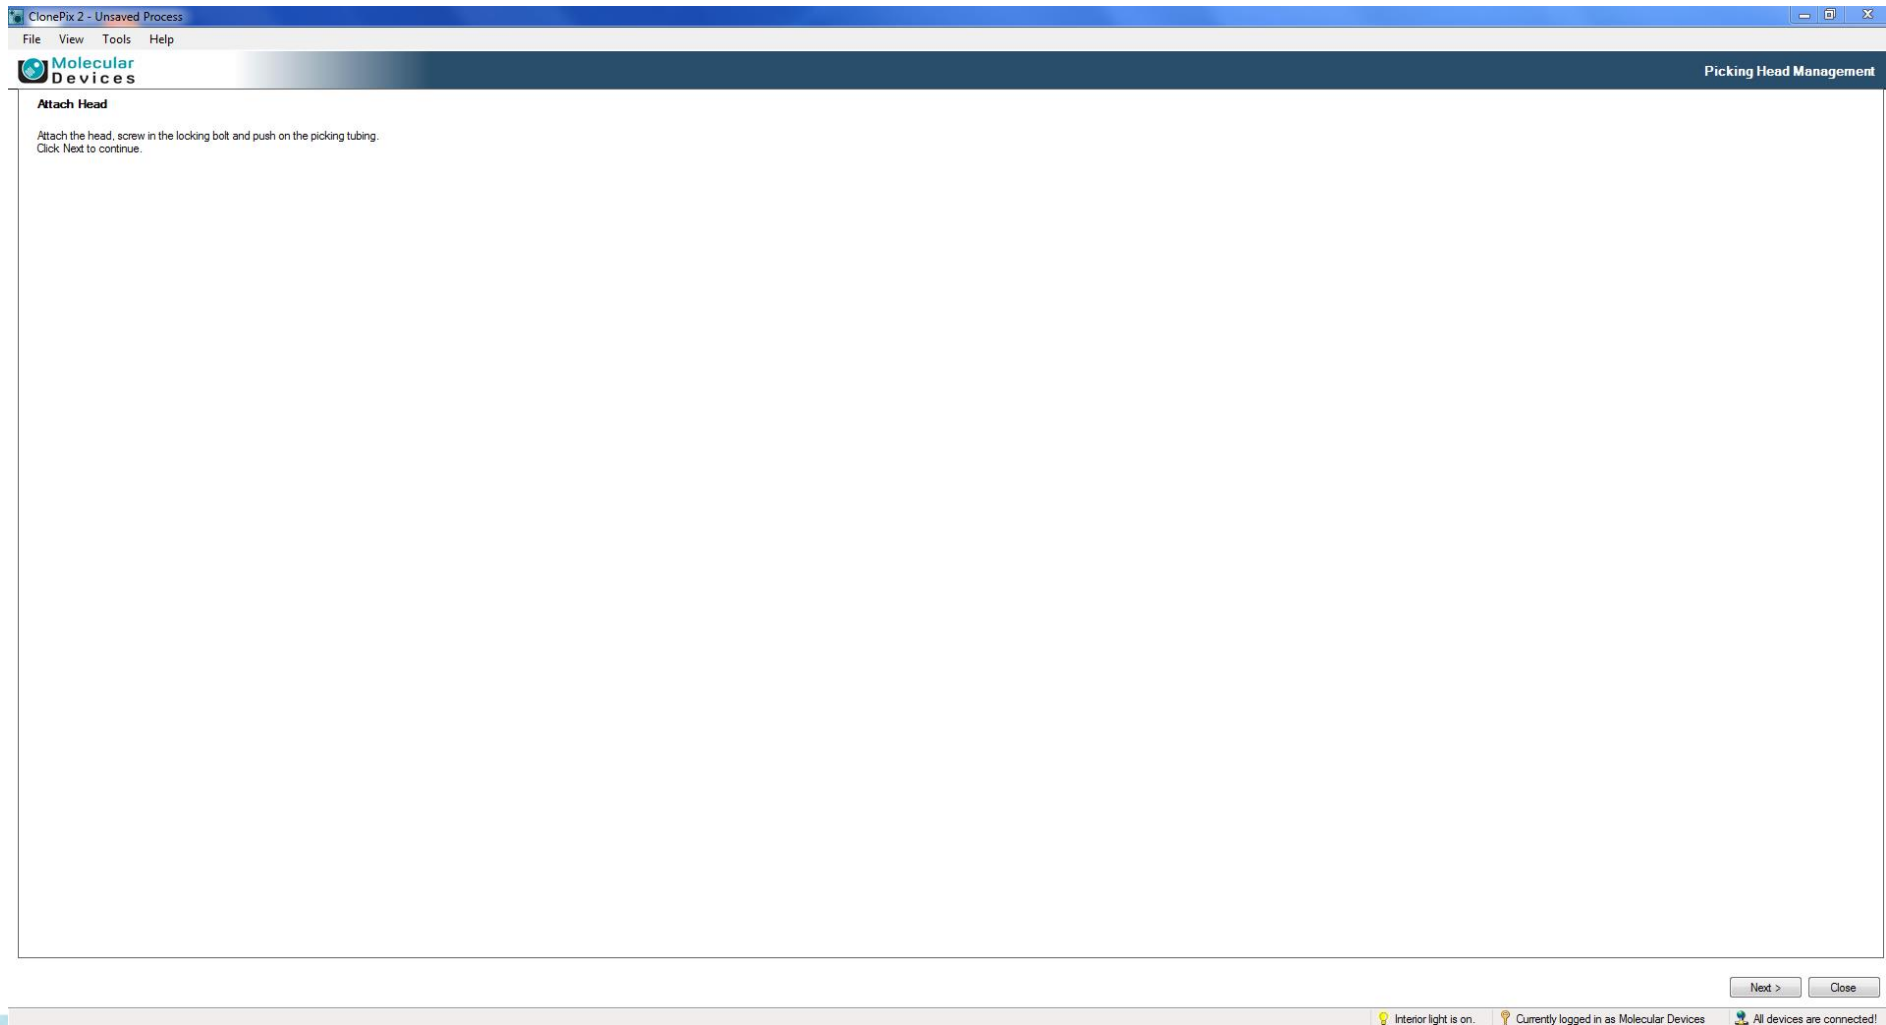 ClonePix 2 - Unsaved Process
File View Tools Help
Molecular
Devices
Picking Head Management
Attach Head
Attach the head, screw in the locking bolt and push on the picking tubing.
Click Next to continue.
Next > Close
Interior light is on. Currently logged in as Molecular Devices All devices are connected!